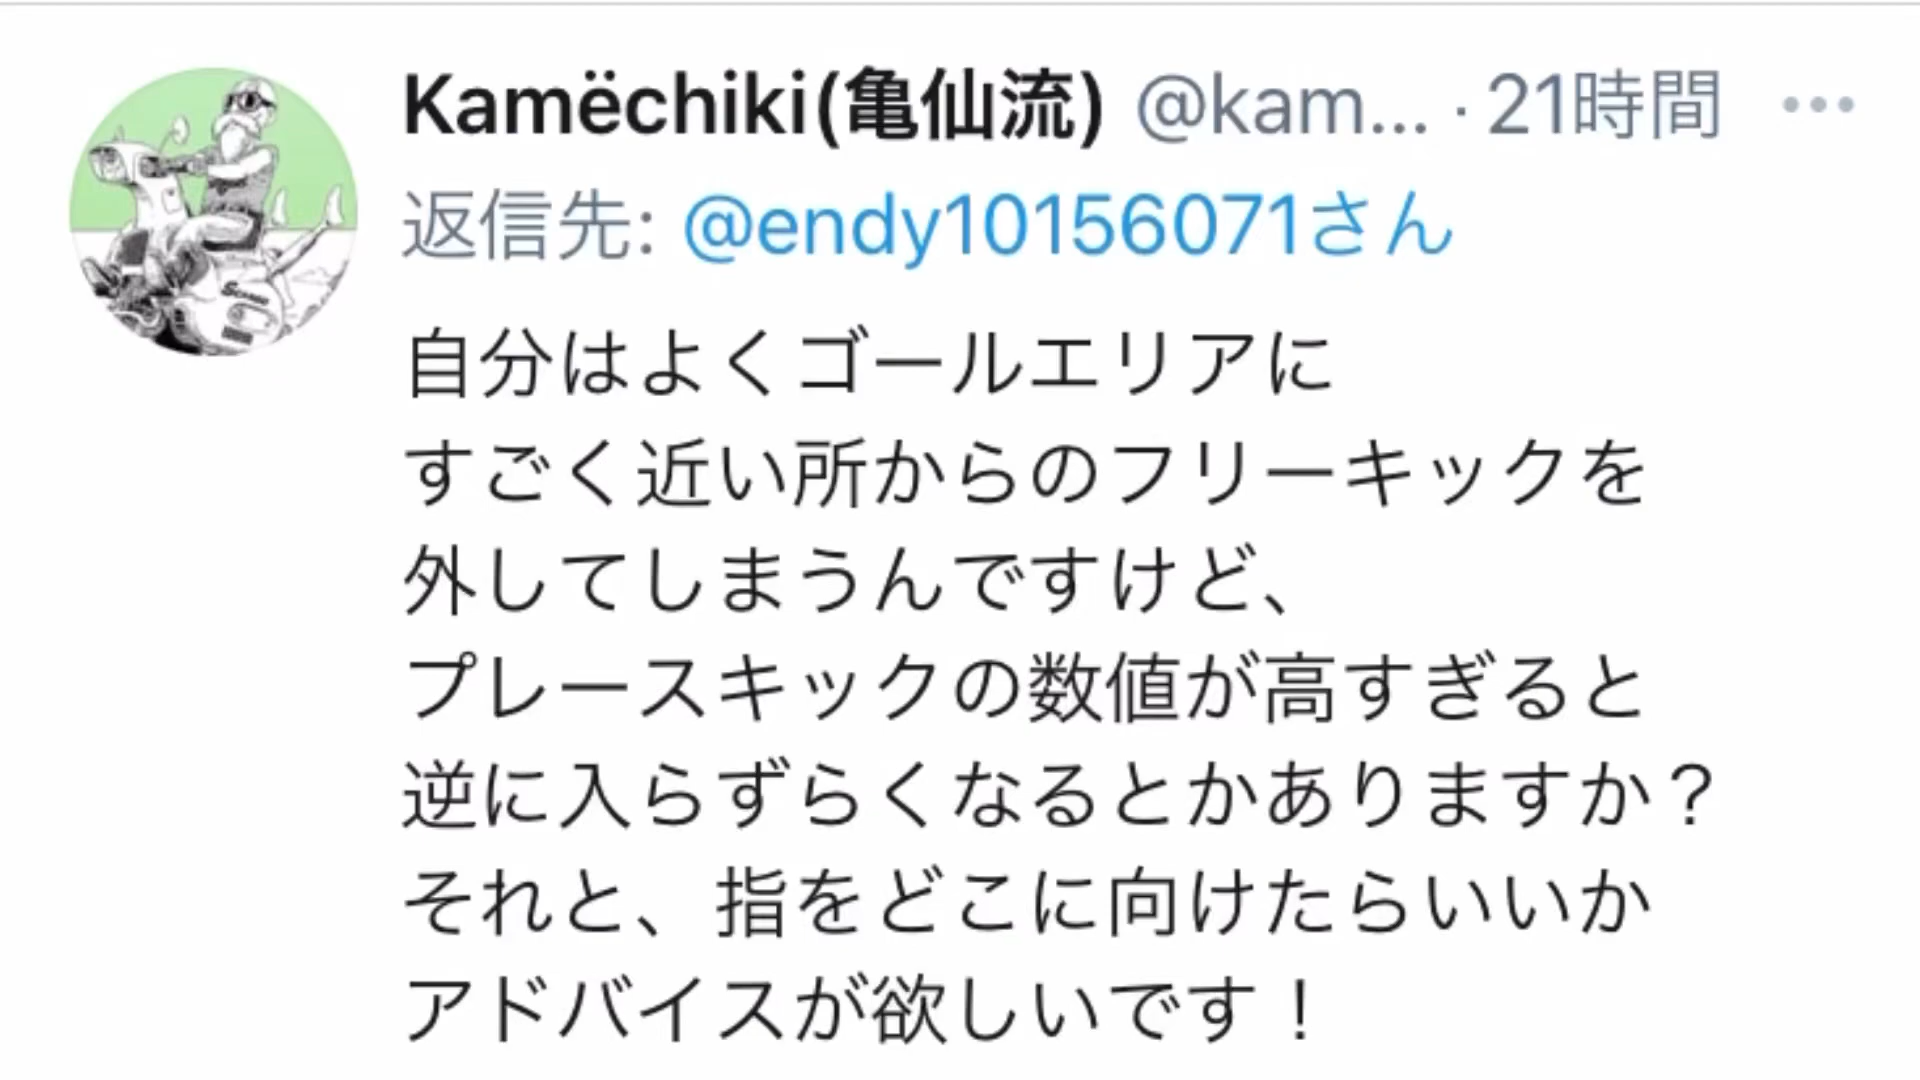 Kamëchiki(亀仙流) @kam... · 21時間
返信先: @endy10156071さん
自分はよくゴールエリアに
すごく近い所からのフリーキックを
外してしまうんですけど、
プレースキックの数値が高すぎると
逆に入らずらくなるとかありますか？
それと、指をどこに向けたらいいか
アドバイスが欲しいです！